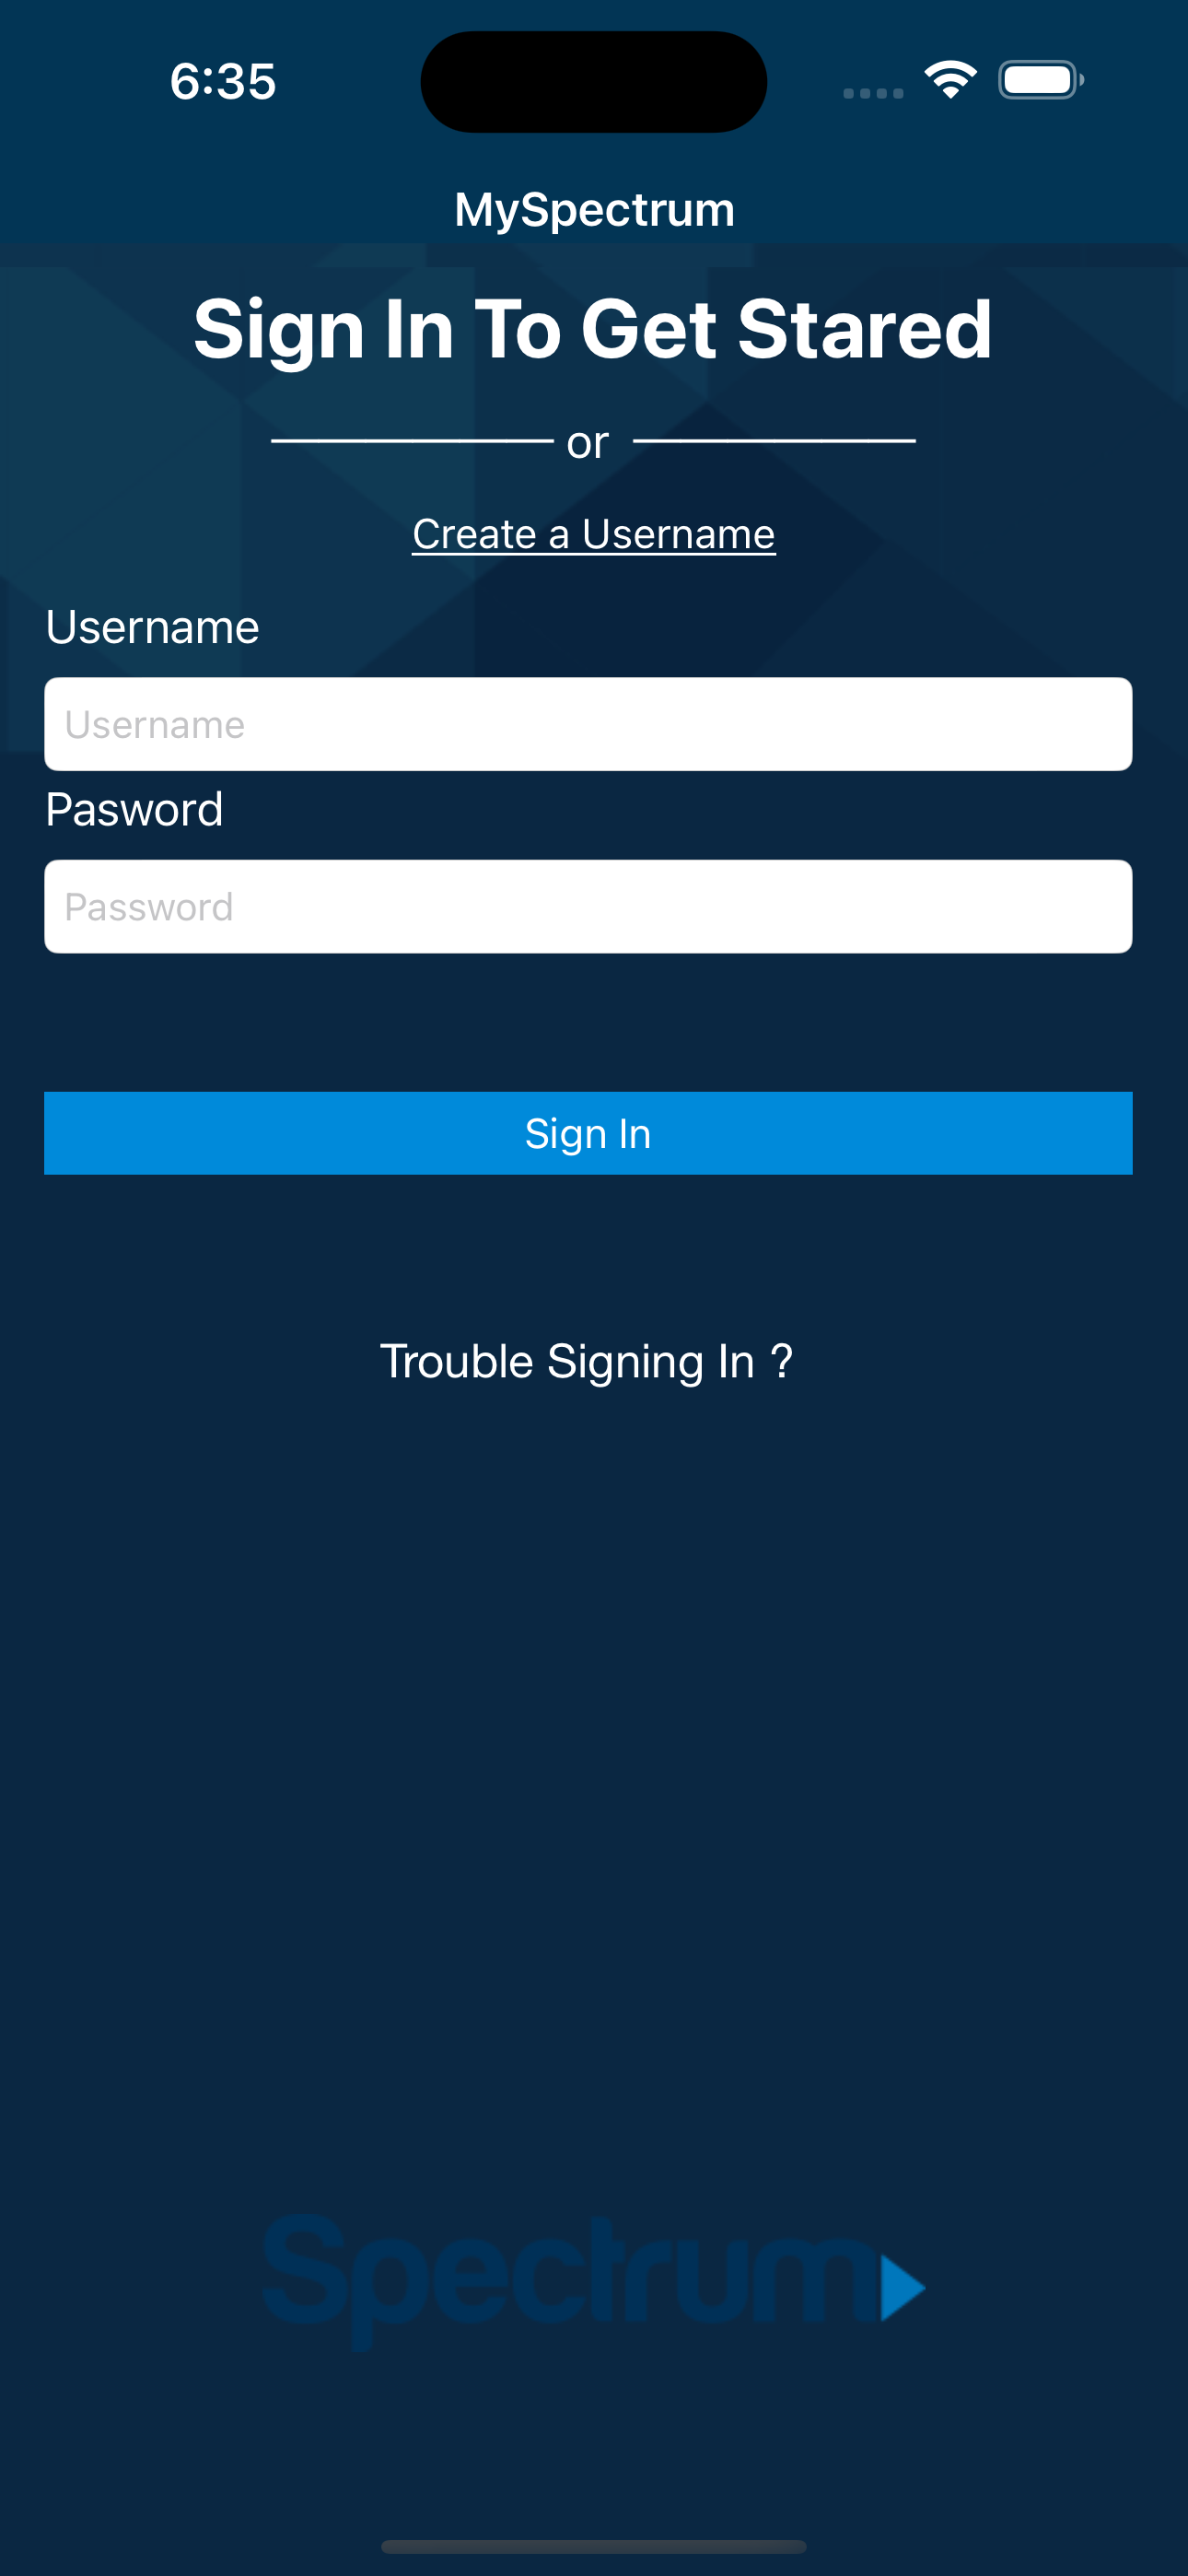 6:35
MySpectrum
Sign In To Get Stared
or
Create a Username
Username
Username
Pasword
Password
Sign In
Trouble Signing In ?
Spectrum